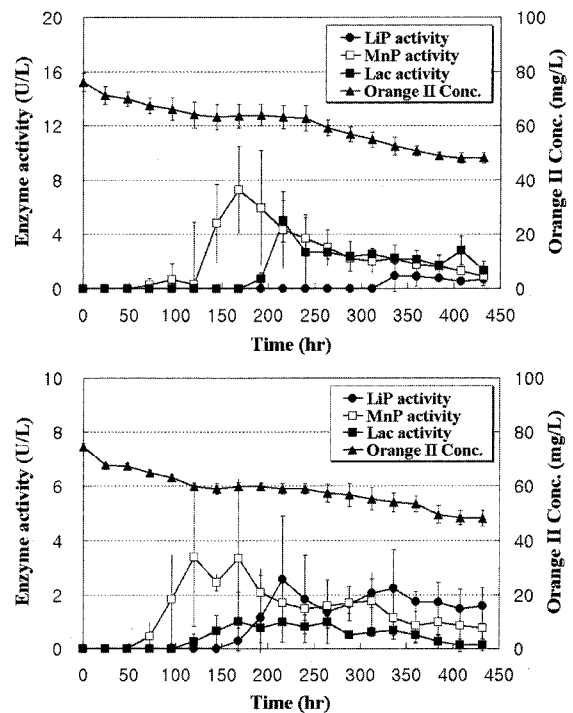 20 100
LiP activity
MnP activity
Lac activity
Orange II Conc.
16 80
12 60
8 40
4 20
0 0
0 50 100 150 200 250 300 350 400 450
Enzyme activity (U/L)
Orange II Conc. (mg/L)
Time (hr)
10 100
LiP activity
MnP activity
Lac activity
Orange II Conc.
8 80
6 60
4 40
2 20
0 0
0 50 100 150 200 250 300 350 400 450
Enzyme activity (U/L)
Orange II Conc. (mg/L)
Time (hr)